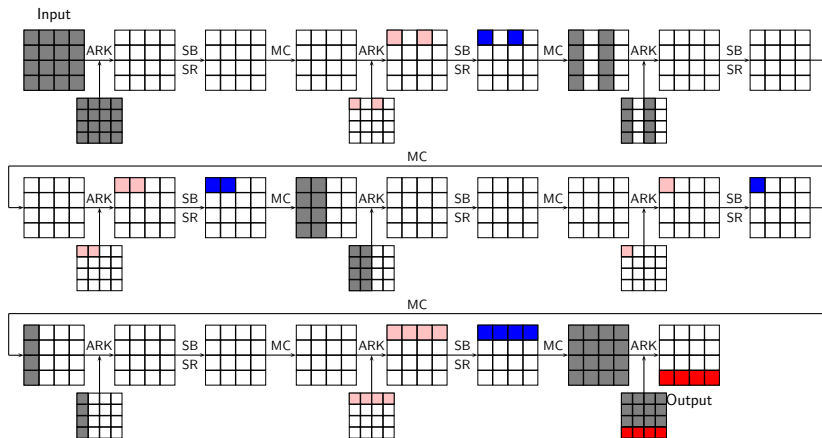 Input
ARK SB MC ARK SB MC ARK SB
SR SR SR
MC
ARK SB MC ARK SB MC ARK SB
SR SR SR
MC
ARK SB MC ARK SB MC ARK
SR SR
Output